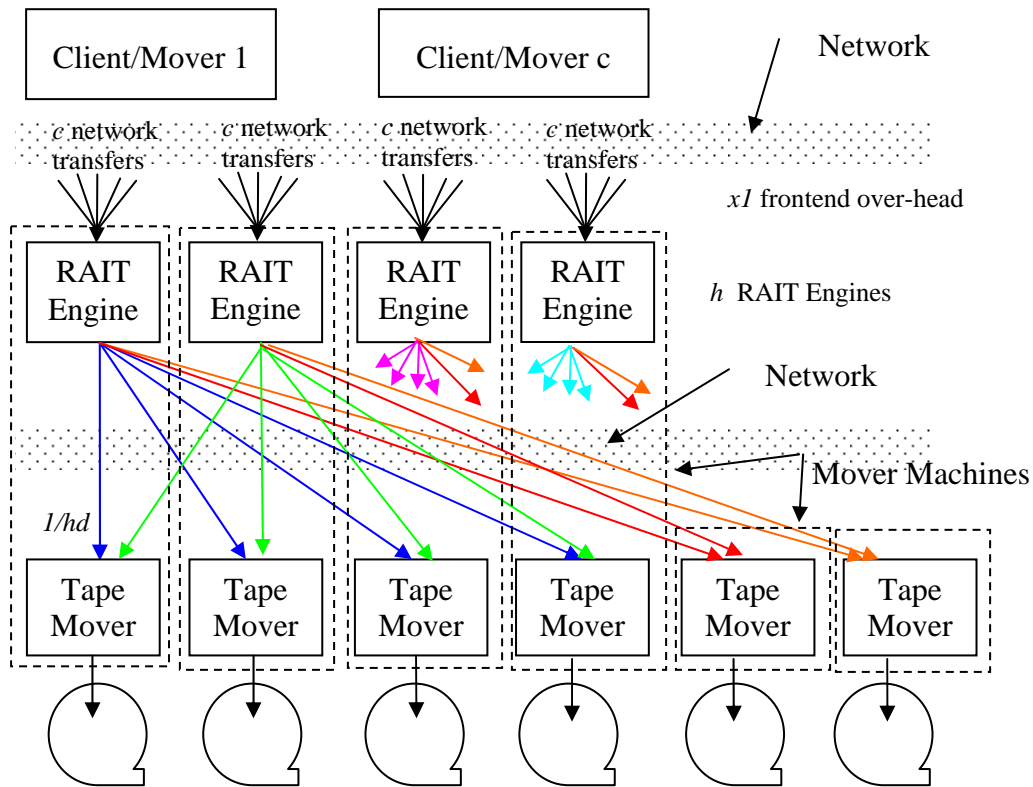 Client/Mover 1
Client/Mover c
Network
c network
transfers
c network
transfers
c network
transfers
c network
transfers
x1 frontend over-head
RAIT
Engine
RAIT
Engine
RAIT
Engine
RAIT
Engine
h RAIT Engines
Network
Mover Machines
1/hd
Tape
Mover
Tape
Mover
Tape
Mover
Tape
Mover
Tape
Mover
Tape
Mover